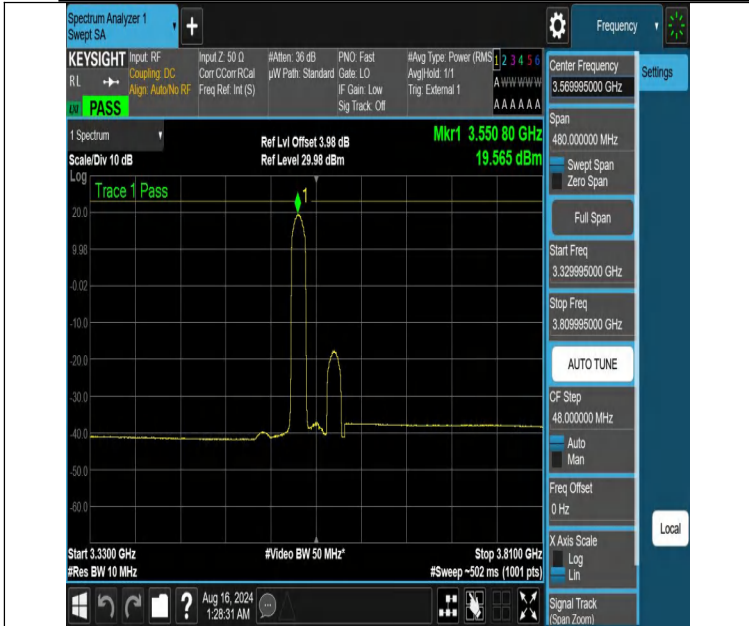 Spectrum Analyzer 1
Swept SA
+
Frequency
KEYSIGHT
RL
LXI PASS
Input: RF
Coupling: DC
Align: Auto/No RF
Input Z: 50 Ω
Corr CCorr RCal
Freq Ref: Int (S)
#Atten: 36 dB
µW Path: Standard
PNO: Fast
Gate: LO
IF Gain: Low
Sig Track: Off
#Avg Type: Power (RMS
Avg|Hold: 1/1
Trig: External 1
1 2 3 4 5 6
A W W W W W
A A A A A A
1 Spectrum
Scale/Div 10 dB
Ref Lvl Offset 3.98 dB
Ref Level 29.98 dBm
Mkr1 3.550 80 GHz
19.565 dBm
Log
Trace 1 Pass
1
20.0
9.98
-0.02
-10.0
-20.0
-30.0
-40.0
-50.0
-60.0
Start 3.3300 GHz
#Res BW 10 MHz
#Video BW 50 MHz*
Stop 3.8100 GHz
#Sweep ~502 ms (1001 pts)
Center Frequency
3.569995000 GHz
Settings
Span
480.000000 MHz
Swept Span
Zero Span
Full Span
Start Freq
3.329995000 GHz
Stop Freq
3.809995000 GHz
AUTO TUNE
CF Step
48.000000 MHz
Auto
Man
Freq Offset
0 Hz
X Axis Scale
Log
Lin
Local
Signal Track
(Span Zoom)
?
Aug 16, 2024
1:28:31 AM